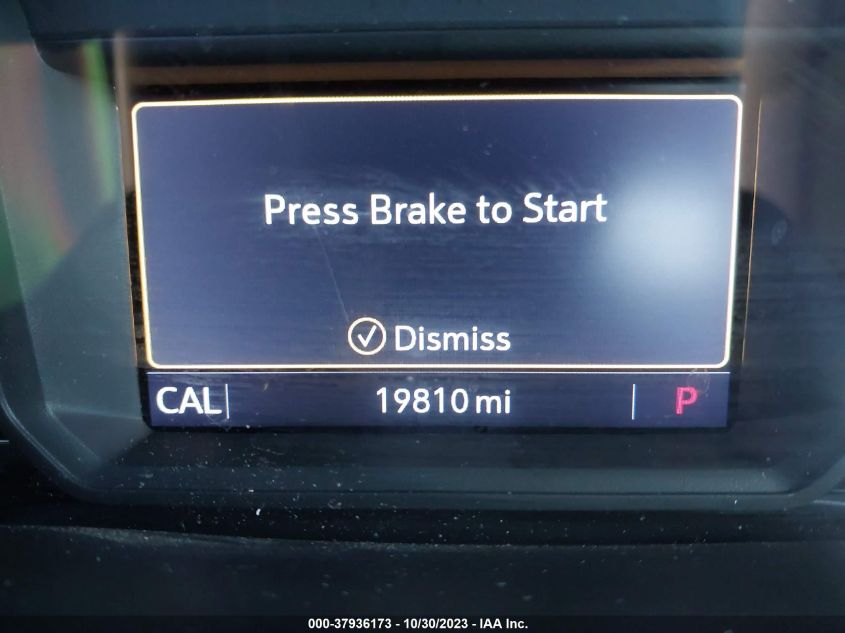 Press Brake to Start
Dismiss
CAL 19810 mi P
000-37936173 - 10/30/2023 - IAA Inc.